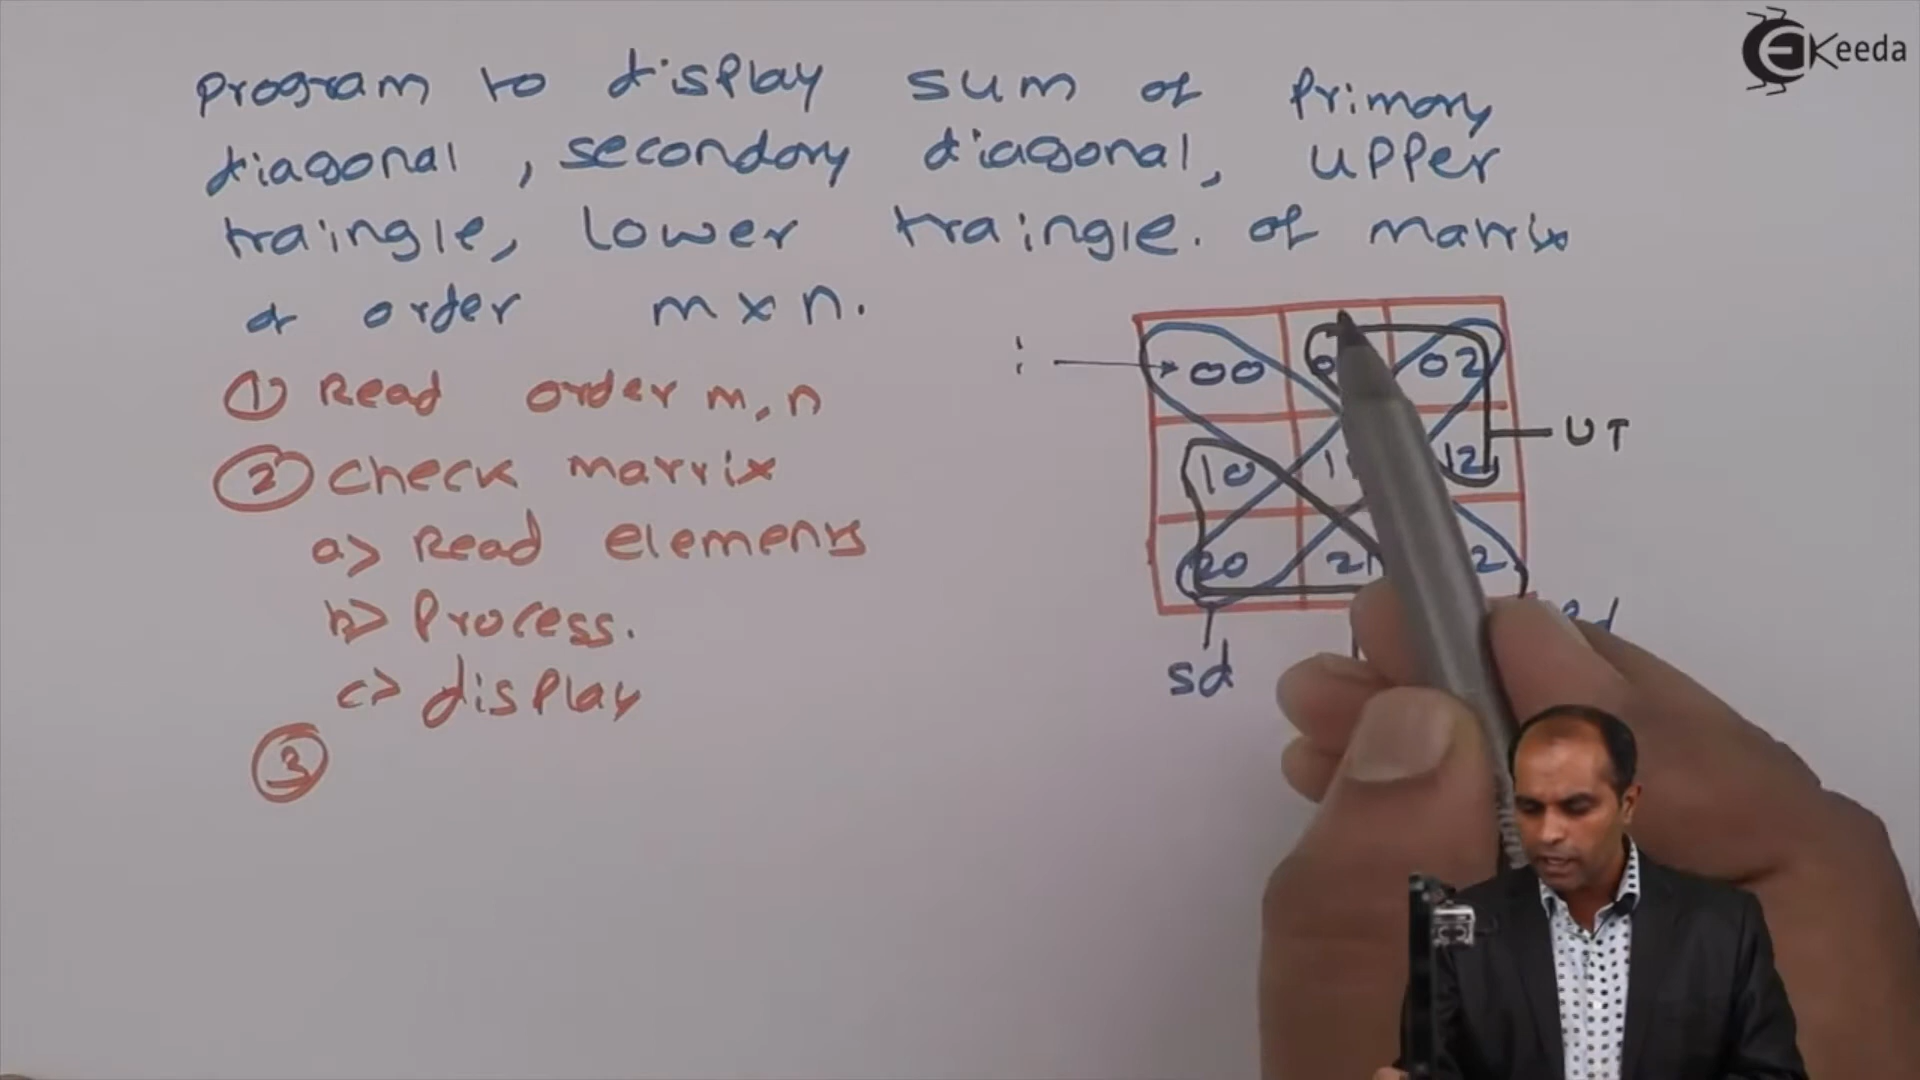 Keeda
Program to display sum of Primary
diagonal, secondary diagonal, upper
traingle, Lower traingle. of matrix
of order m x n.
① Read order m, n
② check matrix
a> Read elements
b> Process.
c> display
③
i
00 02
10 12
20 21
UT
sd